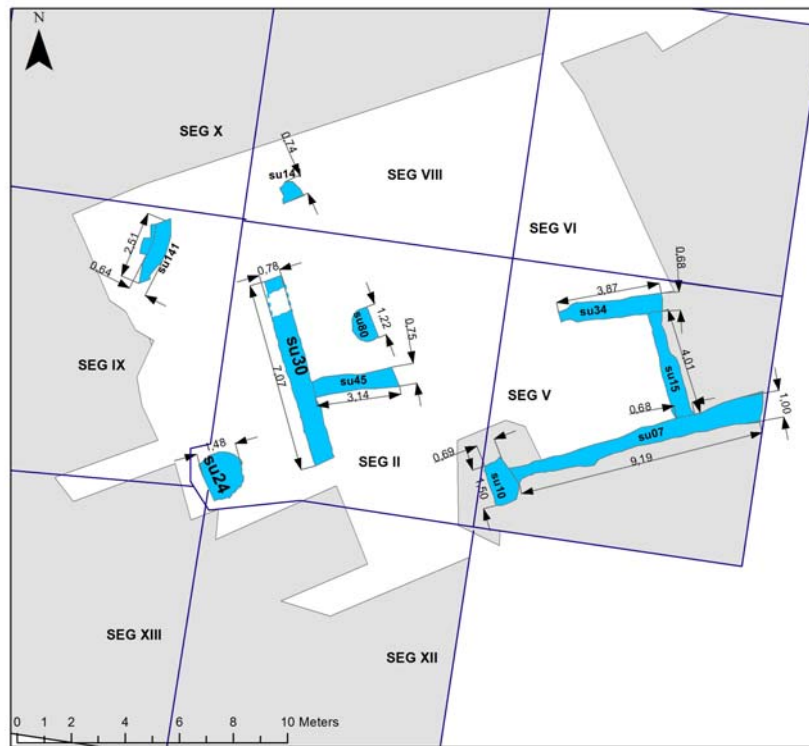 N
SEG X
0,74
su14
SEG VIII
SEG VI
2,51
su141
0,64
0,78
0,68
3,87
su34
1,22
su80
0,75
su30
7,07
4,01
su15
SEG IX
su45
3,14
SEG V
0,68
1,00
su07
1,48
su24
SEG II
0,69
9,19
1,50
su10
SEG XIII
SEG XII
0 1 2 4 6 8 10 Meters